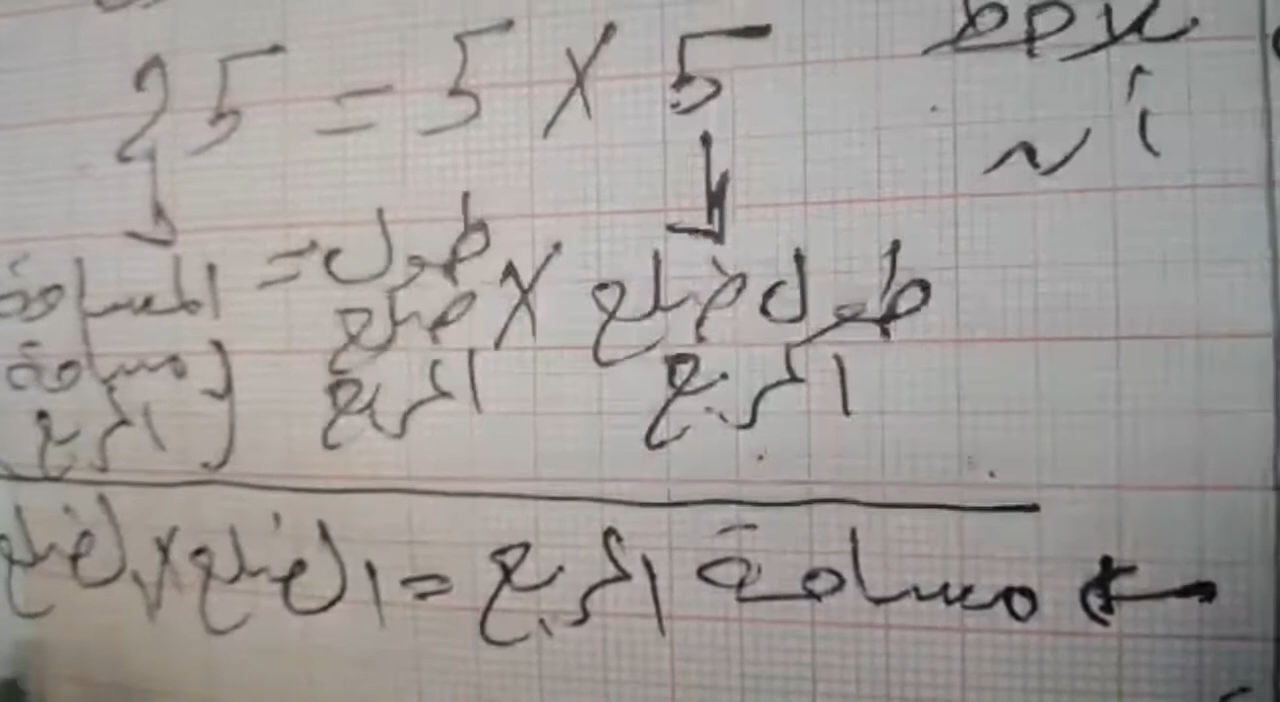 نلاحظ
أن
25 = 5 × 5
طول ضلع × طول = المساحة
المربع ضلع (مساحة
المربع المربع)
← مساحة المربع = الضلع × الضلع